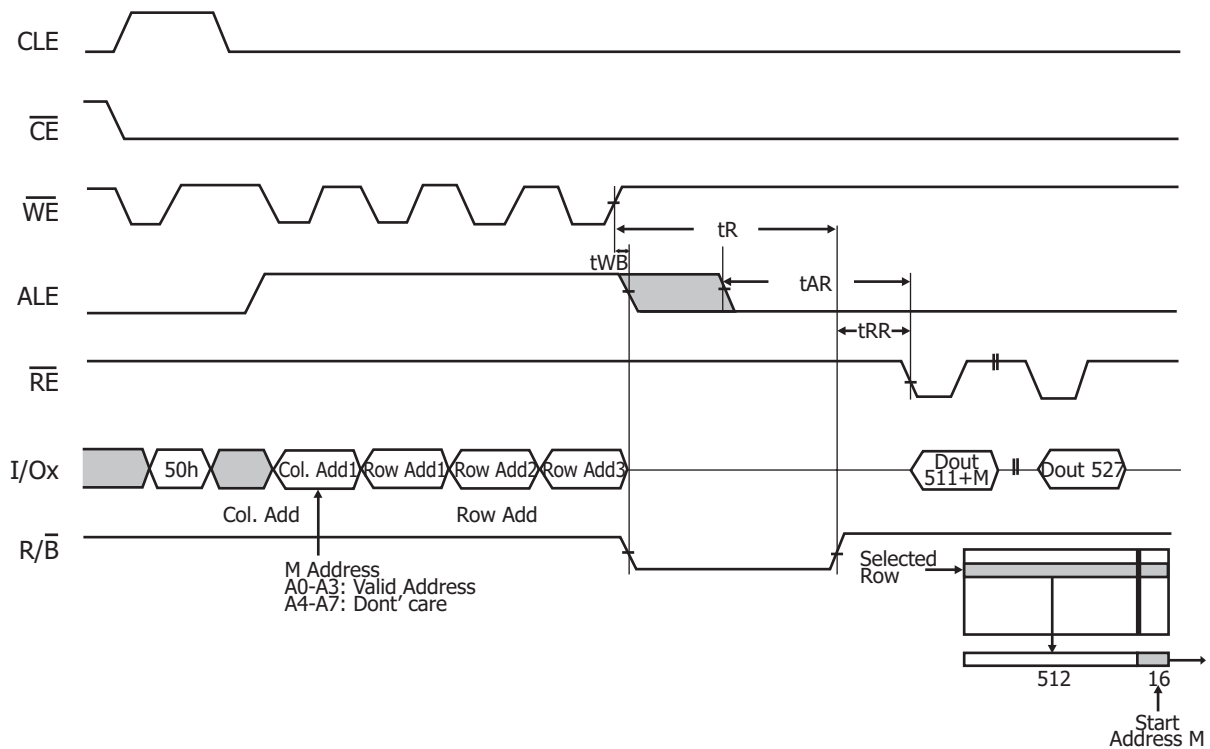 CLE
CE
WE
tR
tWB
ALE
tAR
tRR
RE
I/Ox
50h
Col. Add1
Row Add1
Row Add2
Row Add3
Dout
511+M
Dout 527
Col. Add
Row Add
R/B
M Address
A0-A3: Valid Address
A4-A7: Dont' care
Selected
Row
512
16
Start
Address M